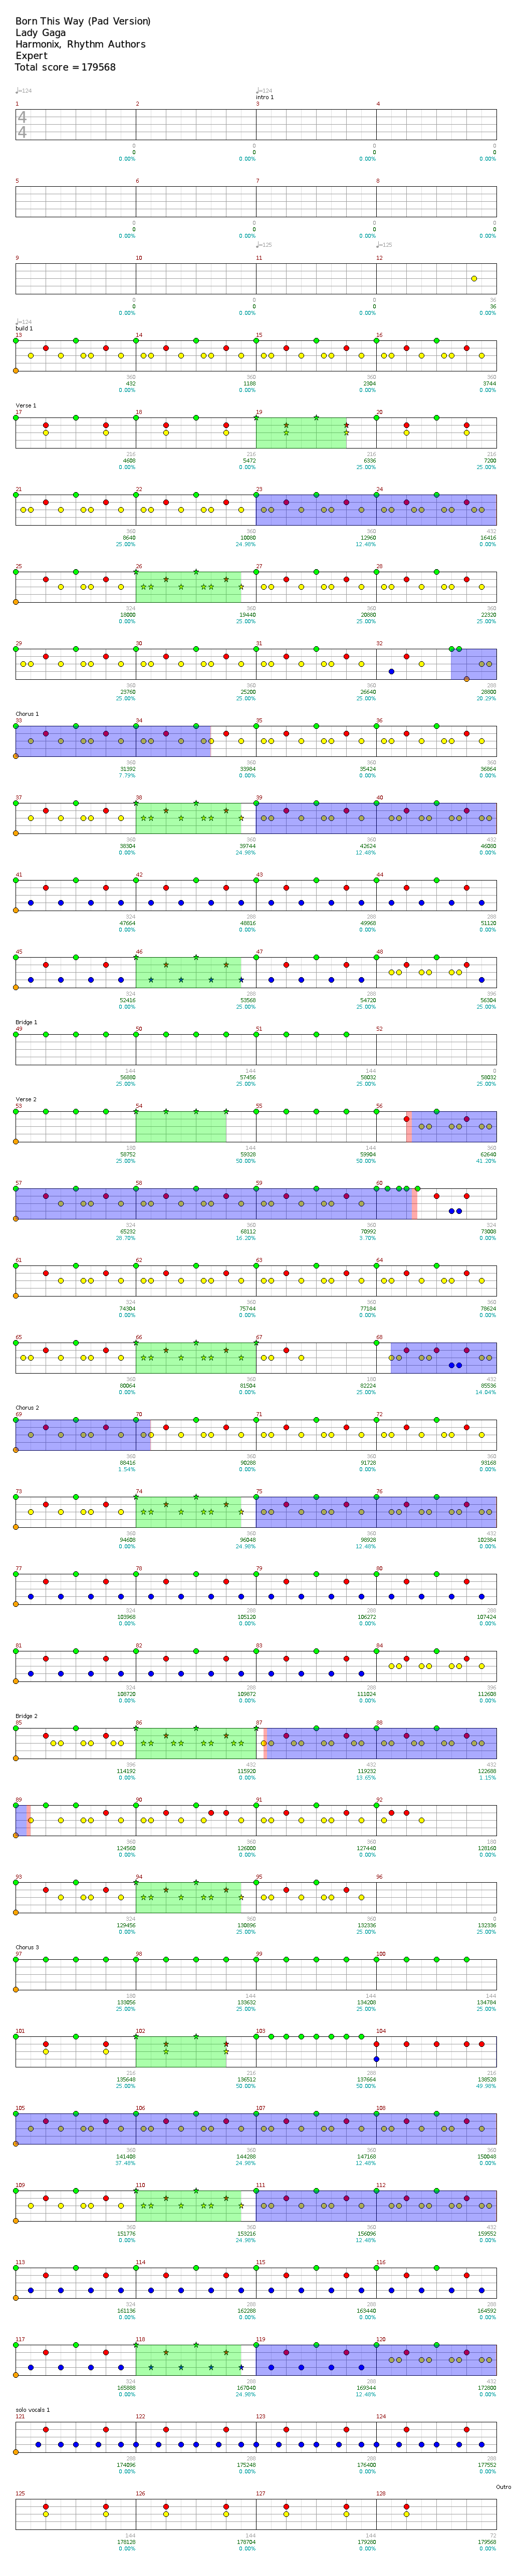 Born This Way (Pad Version)
Lady Gaga
Harmonix, Rhythm Authors
Expert
Total score = 179568
♩=124 ♩=124
intro 1
1 2 3 4
4
4
0 0 0 0
0 0 0 0
0.00% 0.00% 0.00% 0.00%
5 6 7 8
0 0 0 0
0 0 0 0
0.00% 0.00% 0.00% 0.00%
♩=125 ♩=125
9 10 11 12
0 0 0 36
0 0 0 36
0.00% 0.00% 0.00% 0.00%
♩=124
build 1
13 14 15 16
360 360 360 360
432 1188 2304 3744
0.00% 0.00% 0.00% 0.00%
Verse 1
17 18 19 20
216 216 216 216
4608 5472 6336 7200
0.00% 0.00% 25.00% 25.00%
21 22 23 24
360 360 360 432
8640 10080 12960 16416
25.00% 24.98% 12.48% 0.00%
25 26 27 28
324 360 360 360
18000 19440 20880 22320
0.00% 25.00% 25.00% 25.00%
29 30 31 32
360 360 360 280
23760 25200 26640 28800
25.00% 25.00% 25.00% 20.29%
Chorus 1
33 34 35 36
360 360 360 360
31392 33984 35424 36864
7.79% 0.00% 0.00% 0.00%
37 38 39 40
360 360 360 432
38304 39744 42624 46080
0.00% 24.98% 12.48% 0.00%
41 42 43 44
324 288 288 288
47664 48816 49968 51120
0.00% 0.00% 0.00% 0.00%
45 46 47 48
324 288 288 396
52416 53568 54720 56304
0.00% 25.00% 25.00% 25.00%
Bridge 1
49 50 51 52
144 144 144 0
56880 57456 58032 58032
25.00% 25.00% 25.00% 25.00%
Verse 2
53 54 55 56
180 144 144 360
58752 59328 59904 62640
25.00% 50.00% 50.00% 41.20%
57 58 59 60
324 360 360 324
65232 68112 70992 73008
28.70% 16.20% 3.70% 0.00%
61 62 63 64
324 360 360 360
74304 75744 77184 78624
0.00% 0.00% 0.00% 0.00%
65 66 67 68
360 360 180 432
80064 81504 82224 85536
0.00% 0.00% 25.00% 14.04%
Chorus 2
69 70 71 72
360 360 360 360
88416 90288 91728 93168
1.54% 0.00% 0.00% 0.00%
73 74 75 76
360 360 360 432
94608 96048 98928 102384
0.00% 24.98% 12.48% 0.00%
77 78 79 80
324 288 288 288
103968 105120 106272 107424
0.00% 0.00% 0.00% 0.00%
81 82 83 84
324 288 288 396
108720 109872 111024 112608
0.00% 0.00% 0.00% 0.00%
Bridge 2
85 86 87 88
396 432 432 432
114192 115920 119232 122688
0.00% 0.00% 13.65% 1.15%
89 90 91 92
360 360 360 180
124560 126000 127440 128160
0.00% 0.00% 0.00% 0.00%
93 94 95 96
324 360 360 0
129456 130896 132336 132336
0.00% 25.00% 25.00% 25.00%
Chorus 3
97 98 99 100
180 144 144 144
133056 133632 134208 134784
25.00% 25.00% 25.00% 25.00%
101 102 103 104
216 216 216
135648 136512 137664 138528
25.00% 50.00% 50.00% 49.98%
105 106 107 108
360 360 360 360
141408 144288 147168 150048
37.48% 24.98% 12.48% 0.00%
109 110 111 112
360 360 360 432
151776 153216 156096 159552
0.00% 24.98% 12.48% 0.00%
113 114 115 116
324 288 288 288
161136 162288 163440 164592
0.00% 0.00% 0.00% 0.00%
117 118 119 120
324 288 288 432
165888 167040 169344 172800
0.00% 24.98% 12.48% 0.00%
solo vocals 1
121 122 123 124
288 288 288
174096 175248 176400 177552
0.00% 0.00% 0.00% 0.00%
Outro
125 126 127 128
144 144 144 72
178128 178704 179280 179568
0.00% 0.00% 0.00% 0.00%